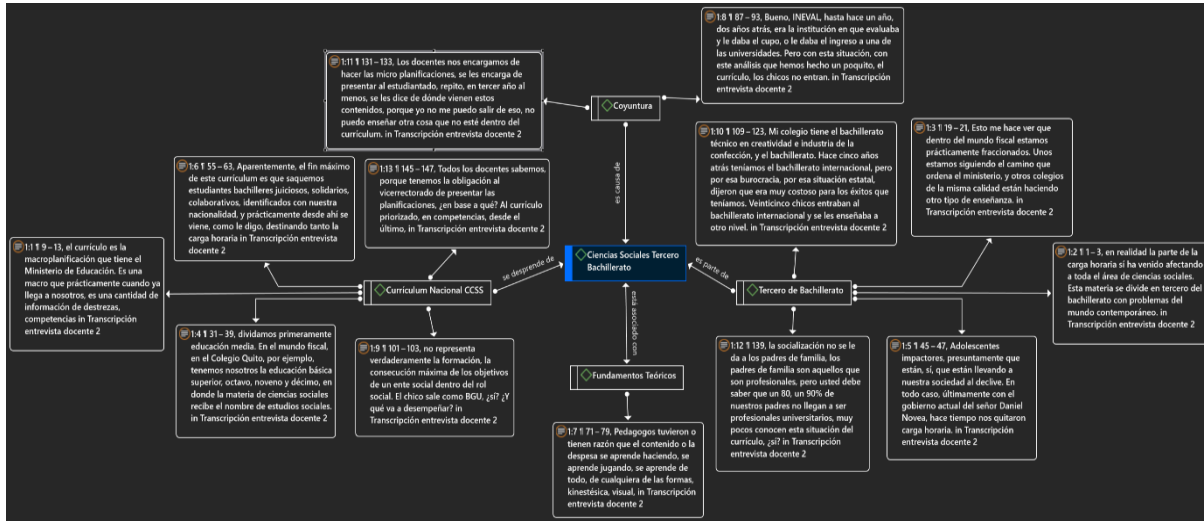 1:8 ¶ 87 – 93, Bueno, INEVAL, hasta hace un año,
dos años atrás, era la institución en que evaluaba
y le daba el cupo, o le daba el ingreso a una de
las universidades. Pero con esta situación, con
este análisis que hemos hecho un poquito, el
currículo, los chicos no entran. in Transcripción
entrevista docente 2
1:11 ¶ 131 – 133, Los docentes nos encargamos de
hacer las micro planificaciones, se les encarga de
presentar al estudiantado, repito, en tercer año al
menos, se les dice de dónde vienen estos
contenidos, porque yo no me puedo salir de eso, no
puedo enseñar otra cosa que no esté dentro del
currículum. in Transcripción entrevista docente 2
Coyuntura
es causa de
1:10 ¶ 109 – 123, Mi colegio tiene el bachillerato
técnico en creatividad e industria de la
confección, y el bachillerato. Hace cinco años
atrás teníamos el bachillerato internacional, pero
por esa burocracia, por esa situación estatal,
dijeron que era muy costoso para los éxitos que
teníamos. Veinticinco chicos entraban al
bachillerato internacional y se les enseñaba a
otro nivel. in Transcripción entrevista docente 2
1:3 ¶ 19 – 21, Esto me hace ver que
dentro del mundo fiscal estamos
prácticamente fraccionados. Unos
estamos siguiendo el camino que
ordena el ministerio, y otros colegios
de la misma calidad están haciendo
otro tipo de enseñanza. in
Transcripción entrevista docente 2
1:6 ¶ 55 – 63, Aparentemente, el fin máximo
de este currículum es que saquemos
estudiantes bachilleres juiciosos, solidarios,
colaborativos, identificados con nuestra
nacionalidad, y prácticamente desde ahí se
viene, como le digo, destinando tanto la
carga horaria in Transcripción entrevista
docente 2
1:13 ¶ 145 – 147, Todos los docentes sabemos,
porque tenemos la obligación al
vicerrectorado de presentar las
planificaciones, ¿en base a qué? Al currículo
priorizado, en competencias, desde el
último, in Transcripción entrevista docente 2
1:1 ¶ 9 – 13, el currículo es la
macroplanificación que tiene el
Ministerio de Educación. Es una
macro que prácticamente cuando ya
llega a nosotros, es una cantidad de
información de destrezas,
competencias in Transcripción
entrevista docente 2
Ciencias Sociales Tercero
Bachillerato
se desprende de
es parte de
está asociado con
Curriculum Nacional CCSS
Tercero de Bachillerato
1:2 ¶ 1 – 3, en realidad la parte de la
carga horaria sí ha venido afectando
a toda el área de ciencias sociales.
Esta materia se divide en tercero del
bachillerato con problemas del
mundo contemporáneo. in
Transcripción entrevista docente 2
1:4 ¶ 31 – 39, dividamos primeramente
educación media. En el mundo fiscal,
en el Colegio Quito, por ejemplo,
tenemos nosotros la educación básica
superior, octavo, noveno y décimo, en
donde la materia de ciencias sociales
recibe el nombre de estudios sociales.
in Transcripción entrevista docente 2
1:9 ¶ 101 – 103, no representa
verdaderamente la formación, la
consecución máxima de los objetivos
de un ente social dentro del rol
social. El chico sale como BGU, ¿sí? ¿Y
qué va a desempeñar? in
Transcripción entrevista docente 2
Fundamentos Teóricos
1:12 ¶ 139, la socialización no se le
da a los padres de familia, los
padres de familia son aquellos que
son profesionales, pero usted debe
saber que un 80, un 90% de
nuestros padres no llegan a ser
profesionales universitarios, muy
pocos conocen esta situación del
currículo, ¿sí? in Transcripción
entrevista docente 2
1:5 ¶ 45 – 47, Adolescentes
impactores, presuntamente que
están, sí, que están llevando a
nuestra sociedad al declive. En
todo caso, últimamente con el
gobierno actual del señor Daniel
Novea, hace tiempo nos quitaron
carga horaria. in Transcripción
entrevista docente 2
1:7 ¶ 71 – 79, Pedagogos tuvieron o
tienen razón que el contenido o la
despesa se aprende haciendo, se
aprende jugando, se aprende de
todo, de cualquiera de las formas,
kinestésica, visual, in Transcripción
entrevista docente 2